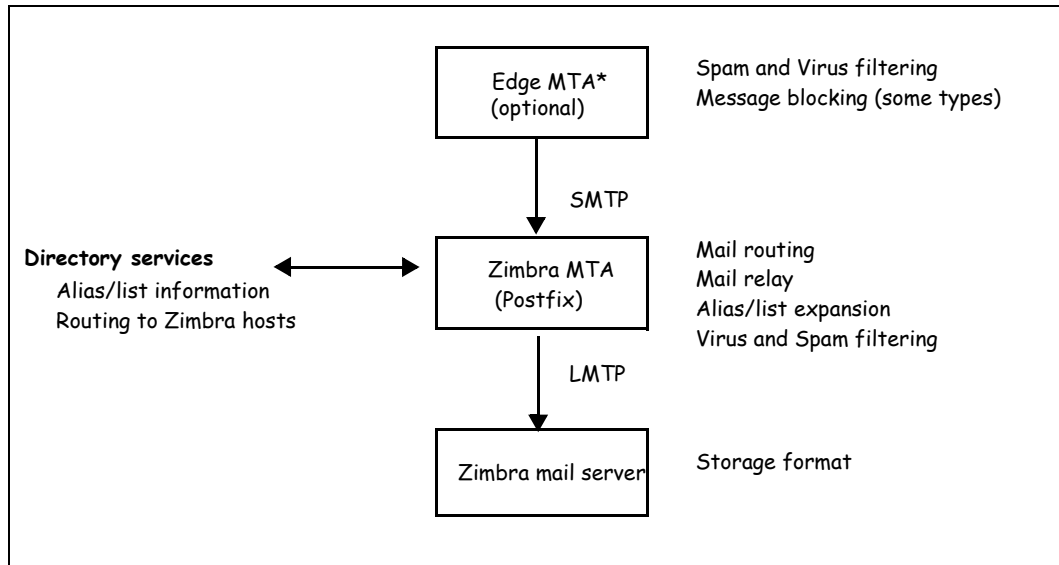 Edge MTA*
(optional)
Spam and Virus filtering
Message blocking (some types)
SMTP
Directory services
Alias/list information
Routing to Zimbra hosts
Zimbra MTA
(Postfix)
Mail routing
Mail relay
Alias/list expansion
Virus and Spam filtering
LMTP
Zimbra mail server
Storage format